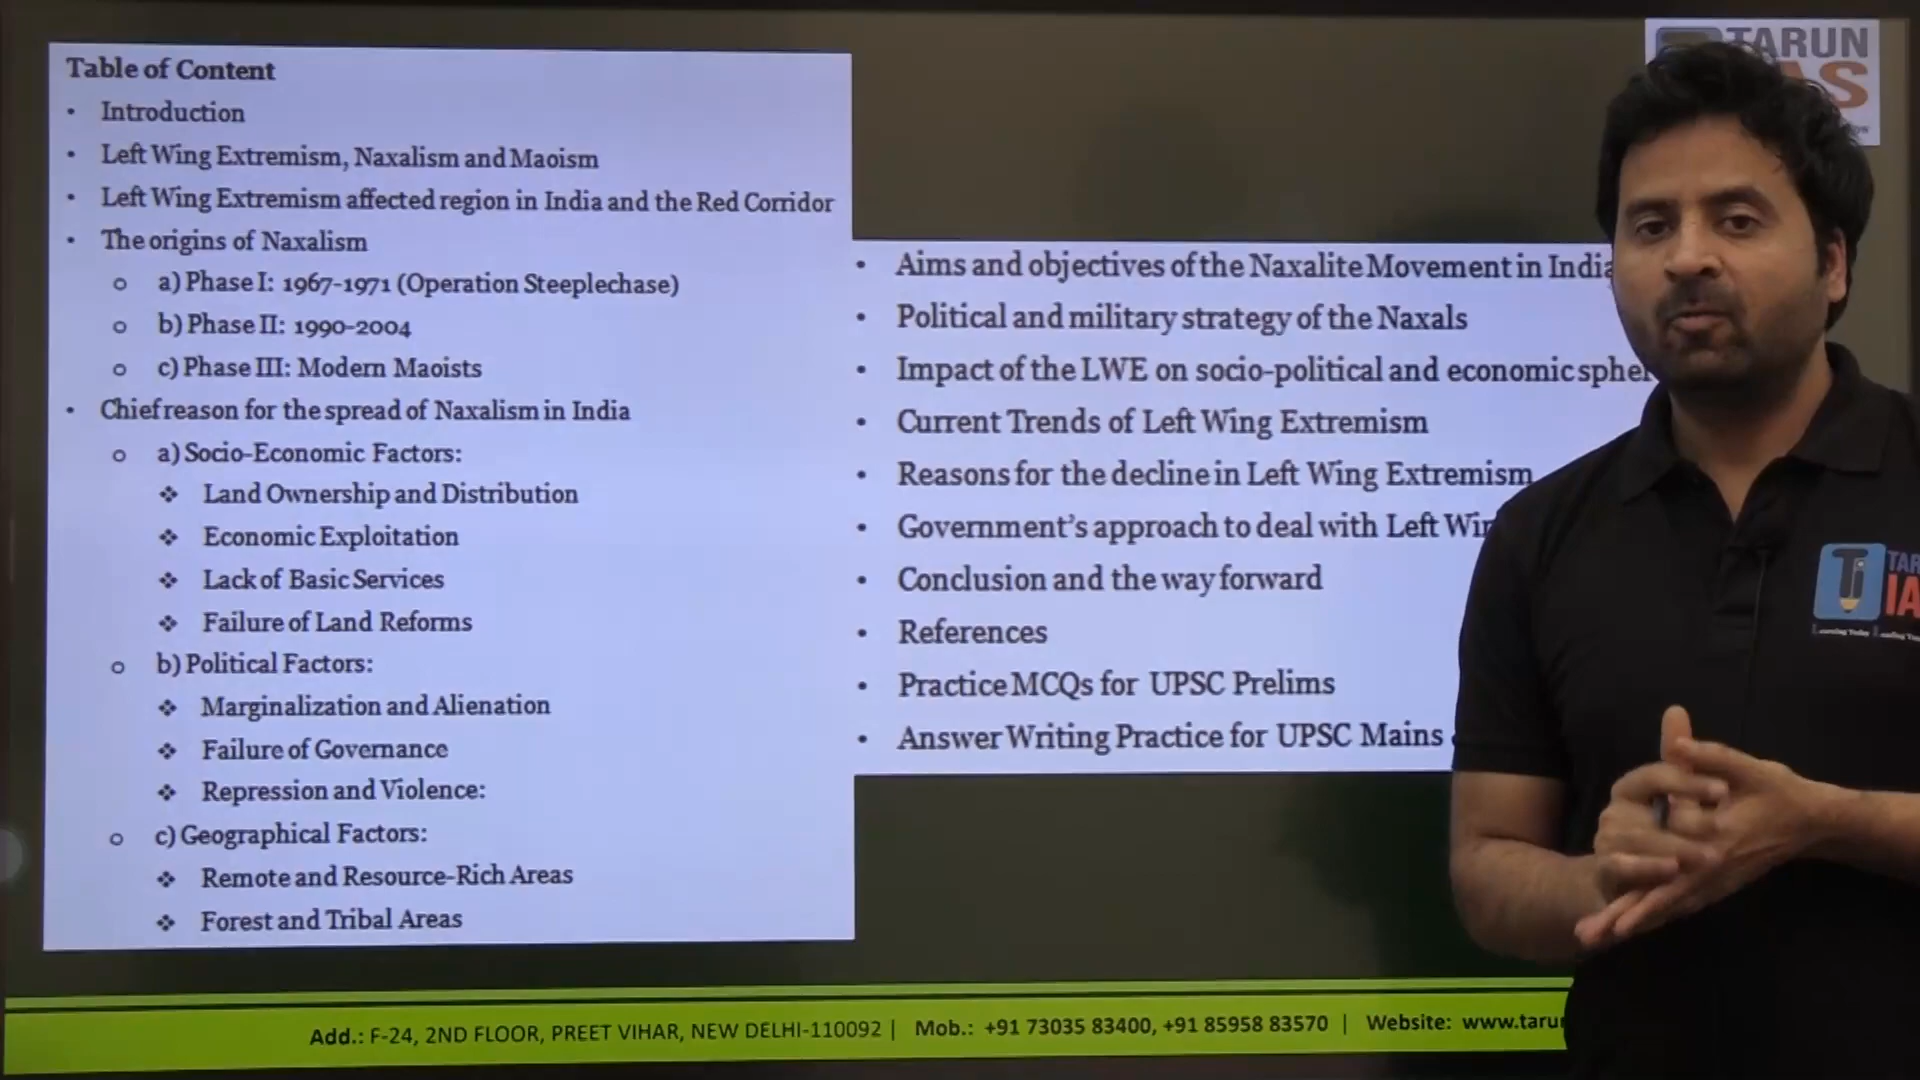 Table of Content
• Introduction
• Left Wing Extremism, Naxalism and Maoism
• Left Wing Extremism affected region in India and the Red Corridor
• The origins of Naxalism
o a) Phase I: 1967-1971 (Operation Steeplechase)
o b) Phase II: 1990-2004
o c) Phase III: Modern Maoists
• Chief reason for the spread of Naxalism in India
o a) Socio-Economic Factors:
❖ Land Ownership and Distribution
❖ Economic Exploitation
❖ Lack of Basic Services
❖ Failure of Land Reforms
o b) Political Factors:
❖ Marginalization and Alienation
❖ Failure of Governance
❖ Repression and Violence:
o c) Geographical Factors:
❖ Remote and Resource-Rich Areas
❖ Forest and Tribal Areas
• Aims and objectives of the Naxalite Movement in India
• Political and military strategy of the Naxals
• Impact of the LWE on socio-political and economic spher
• Current Trends of Left Wing Extremism
• Reasons for the decline in Left Wing Extremism
• Government's approach to deal with Left Win
• Conclusion and the way forward
• References
• Practice MCQs for UPSC Prelims
• Answer Writing Practice for UPSC Mains
TARUN
AS
TAR
IA
Add.: F-24, 2ND FLOOR, PREET VIHAR, NEW DELHI-110092 | Mob.: +91 73035 83400, +91 85958 83570 | Website: www.taru